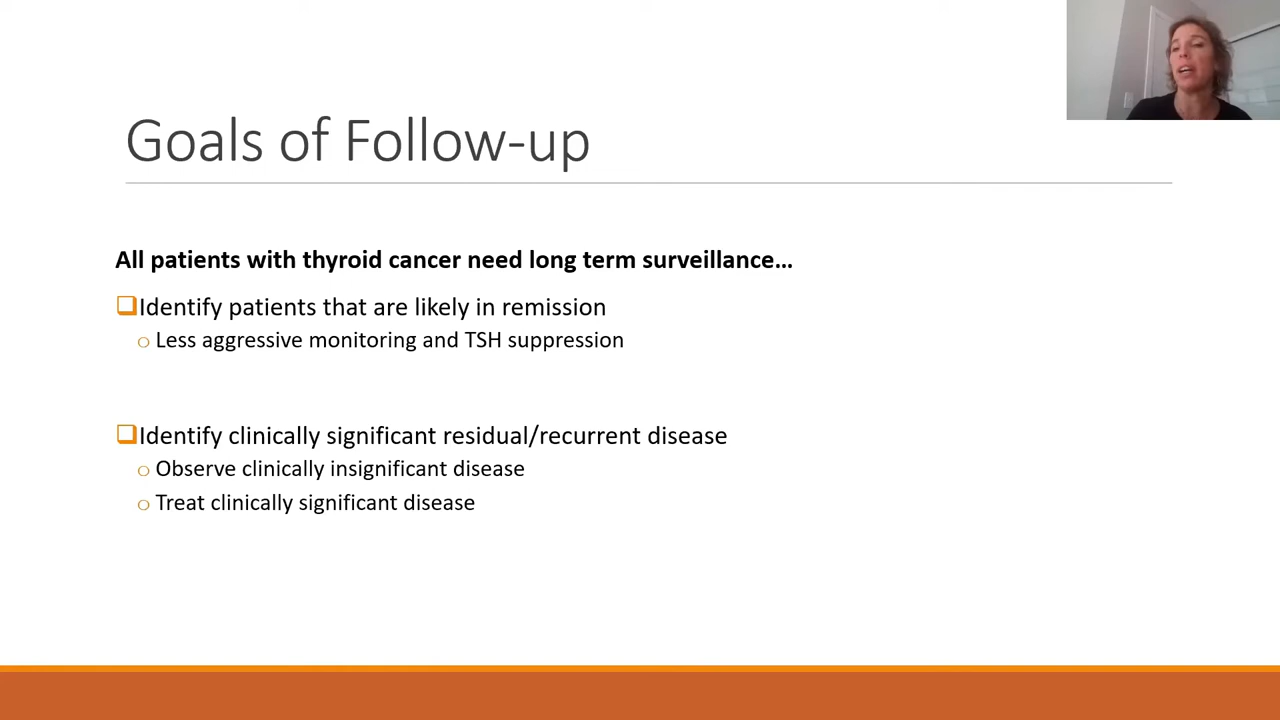 Goals of Follow-up
All patients with thyroid cancer need long term surveillance…
Identify patients that are likely in remission
Less aggressive monitoring and TSH suppression
Identify clinically significant residual/recurrent disease
Observe clinically insignificant disease
Treat clinically significant disease